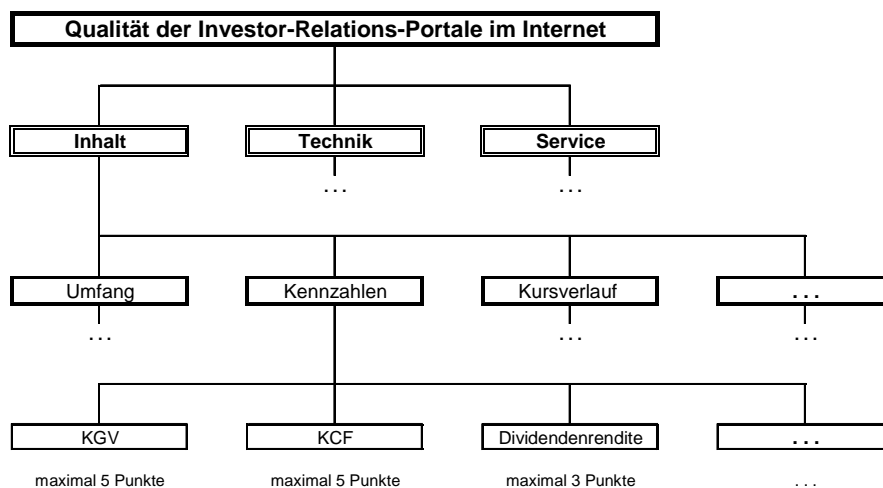 Qualität der Investor-Relations-Portale im Internet
Inhalt Technik Service
... ...
Umfang Kennzahlen Kursverlauf ...
... ... ...
KGV KCF Dividendenrendite ...
maximal 5 Punkte maximal 5 Punkte maximal 3 Punkte ...